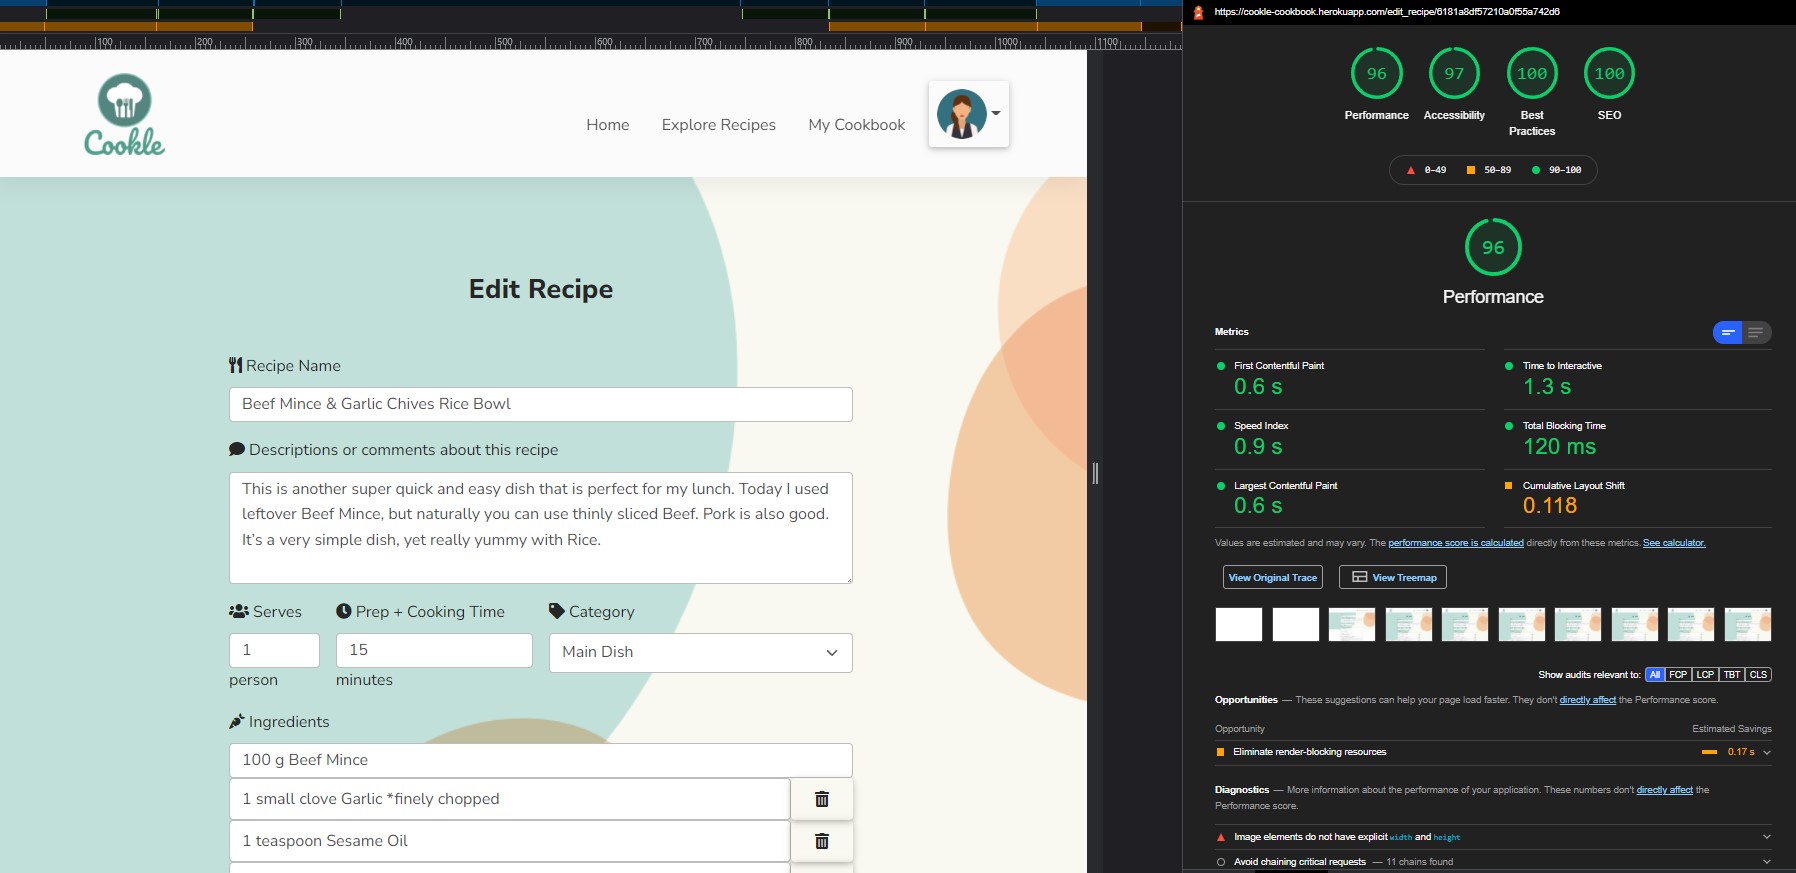 100 200 300 400 500 600 700 800 900 1000 1100
Cookle
Home Explore Recipes My Cookbook
Edit Recipe
Recipe Name
Beef Mince & Garlic Chives Rice Bowl
Descriptions or comments about this recipe
This is another super quick and easy dish that is perfect for my lunch. Today I used
leftover Beef Mince, but naturally you can use thinly sliced Beef. Pork is also good.
It's a very simple dish, yet really yummy with Rice.
Serves Prep + Cooking Time Category
1 15 Main Dish
person minutes
Ingredients
100 g Beef Mince
1 small clove Garlic *finely chopped
1 teaspoon Sesame Oil
https://cookle-cookbook.herokuapp.com/edit_recipe/6181a8df57210a0f55a742d6
96 97 100 100
Performance Accessibility Best SEO
Practices
0–49 50–89 90–100
96
Performance
Metrics
First Contentful Paint Time to Interactive
0.6 s 1.3 s
Speed Index Total Blocking Time
0.9 s 120 ms
Largest Contentful Paint Cumulative Layout Shift
0.6 s 0.118
Values are estimated and may vary. The performance score is calculated directly from these metrics. See calculator.
View Original Trace View Treemap
Show audits relevant to: All FCP LCP TBT CLS
Opportunities — These suggestions can help your page load faster. They don't directly affect the Performance score.
Opportunity Estimated Savings
Eliminate render-blocking resources 0.17 s
Diagnostics — More information about the performance of your application. These numbers don't directly affect the
Performance score.
Image elements do not have explicit width and height
Avoid chaining critical requests — 11 chains found